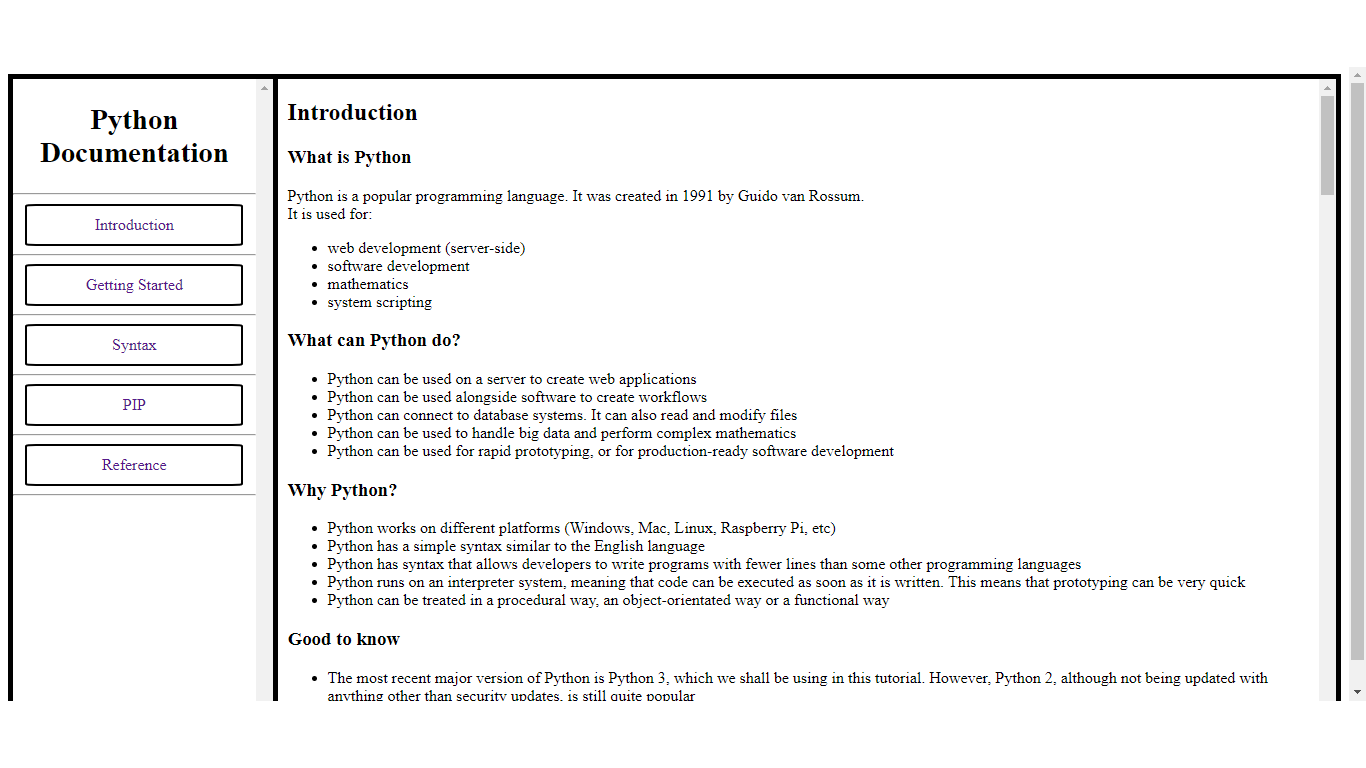 Python
Documentation
Introduction
Getting Started
Syntax
PIP
Reference
Introduction
What is Python
Python is a popular programming language. It was created in 1991 by Guido van Rossum.
It is used for:
web development (server-side)
software development
mathematics
system scripting
What can Python do?
Python can be used on a server to create web applications
Python can be used alongside software to create workflows
Python can connect to database systems. It can also read and modify files
Python can be used to handle big data and perform complex mathematics
Python can be used for rapid prototyping, or for production-ready software development
Why Python?
Python works on different platforms (Windows, Mac, Linux, Raspberry Pi, etc)
Python has a simple syntax similar to the English language
Python has syntax that allows developers to write programs with fewer lines than some other programming languages
Python runs on an interpreter system, meaning that code can be executed as soon as it is written. This means that prototyping can be very quick
Python can be treated in a procedural way, an object-orientated way or a functional way
Good to know
The most recent major version of Python is Python 3, which we shall be using in this tutorial. However, Python 2, although not being updated with
anything other than security updates, is still quite popular